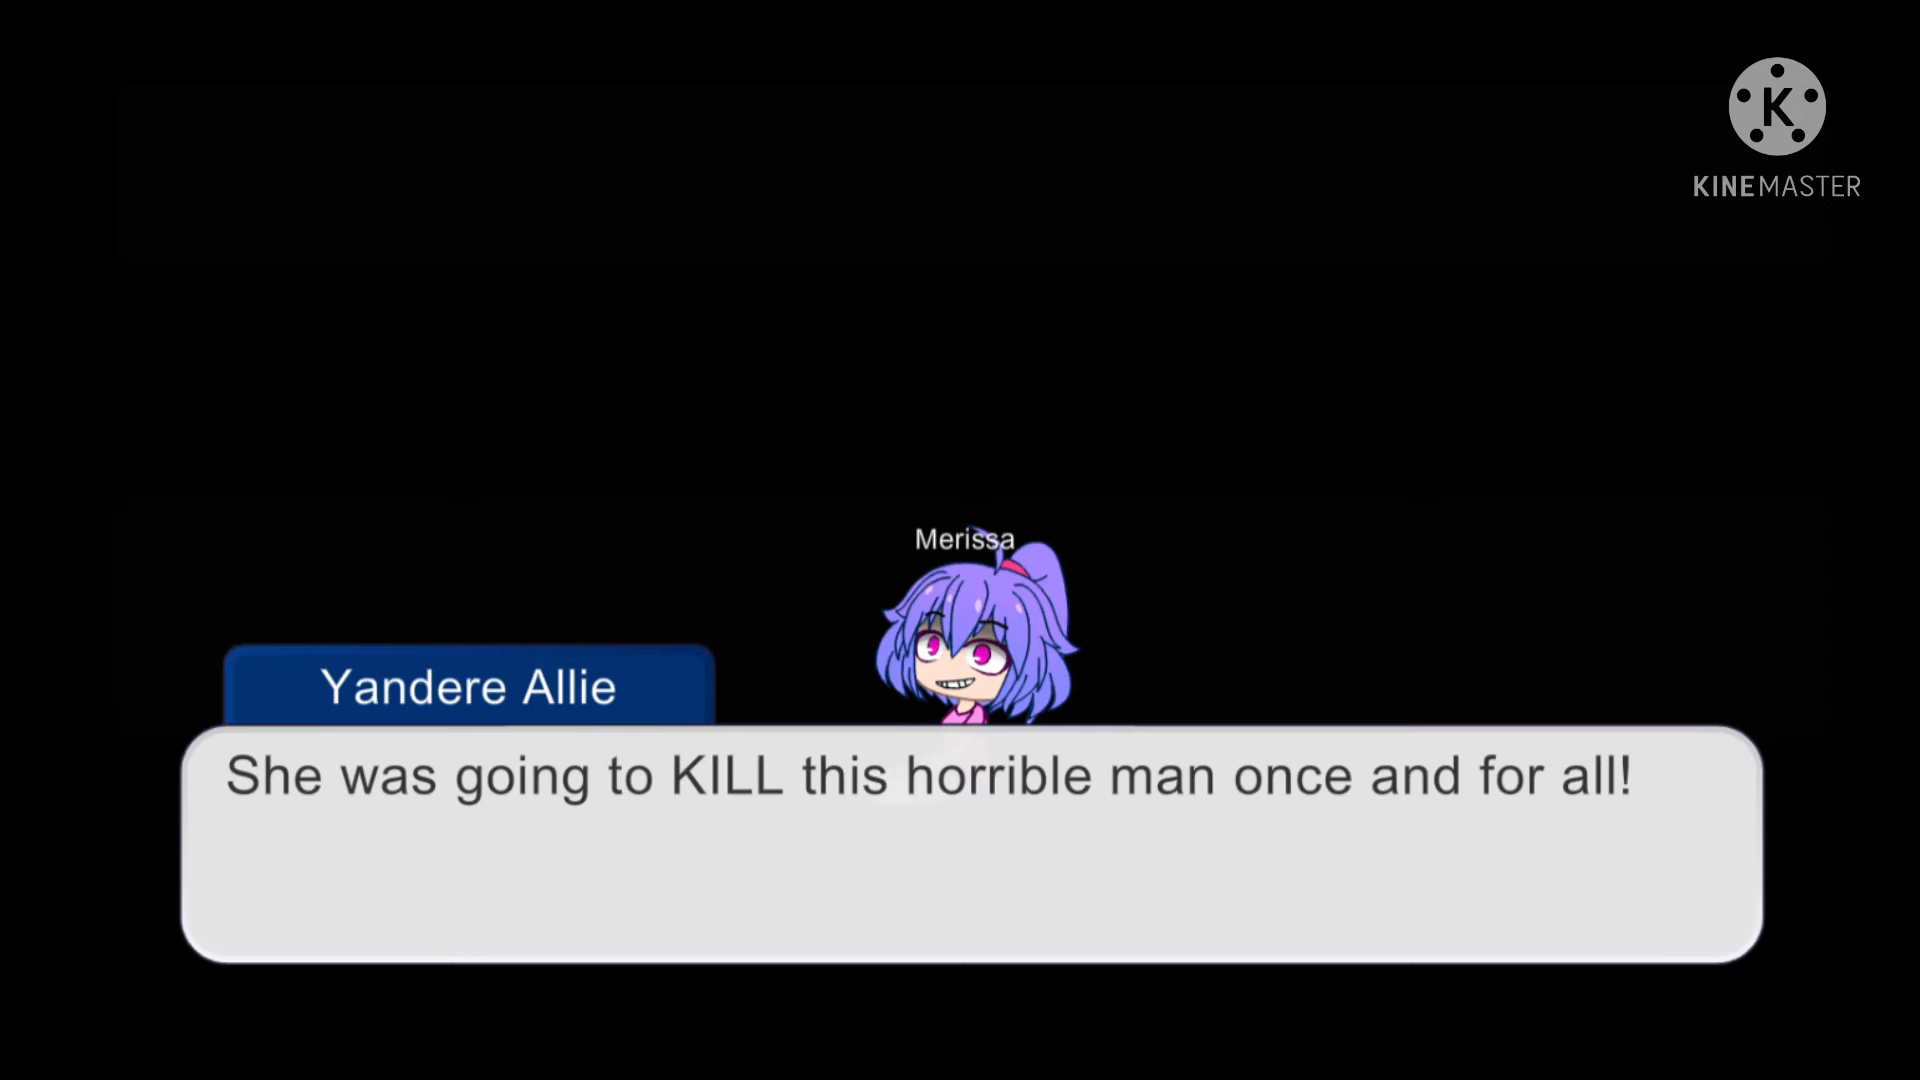 K
KINEMASTER
Merissa
Yandere Allie
She was going to KILL this horrible man once and for all!